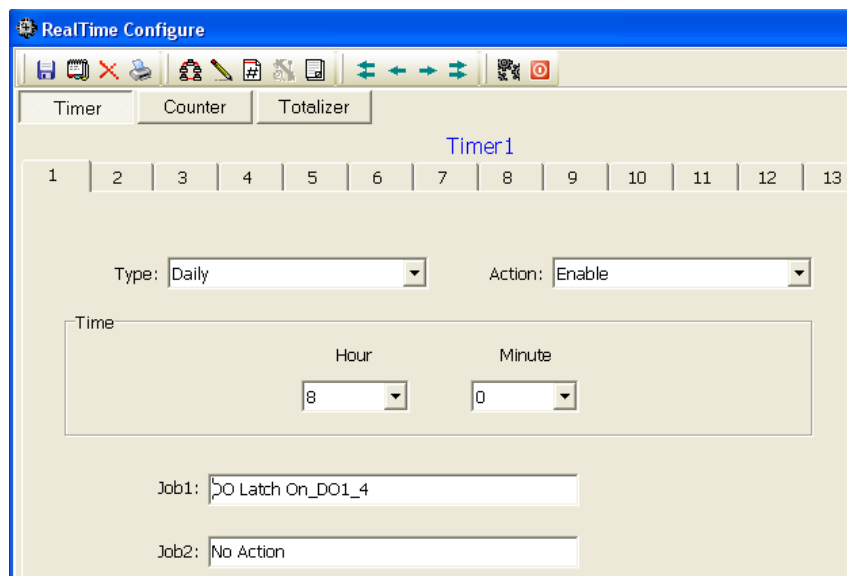 RealTime Configure
Timer Counter Totalizer
Timer1
1 2 3 4 5 6 7 8 9 10 11 12 13
Type: Daily Action: Enable
Time
Hour Minute
8 0
Job1: DO Latch On_DO1_4
Job2: No Action